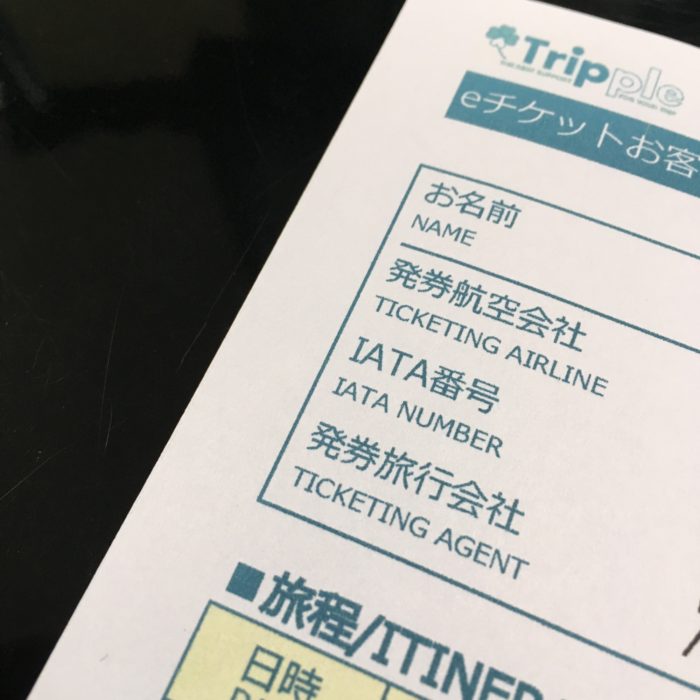 Tripple
eチケットお客
お名前
NAME
発券航空会社
TICKETING AIRLINE
IATA番号
IATA NUMBER
発券旅行会社
TICKETING AGENT
■旅程/ITINER
日時